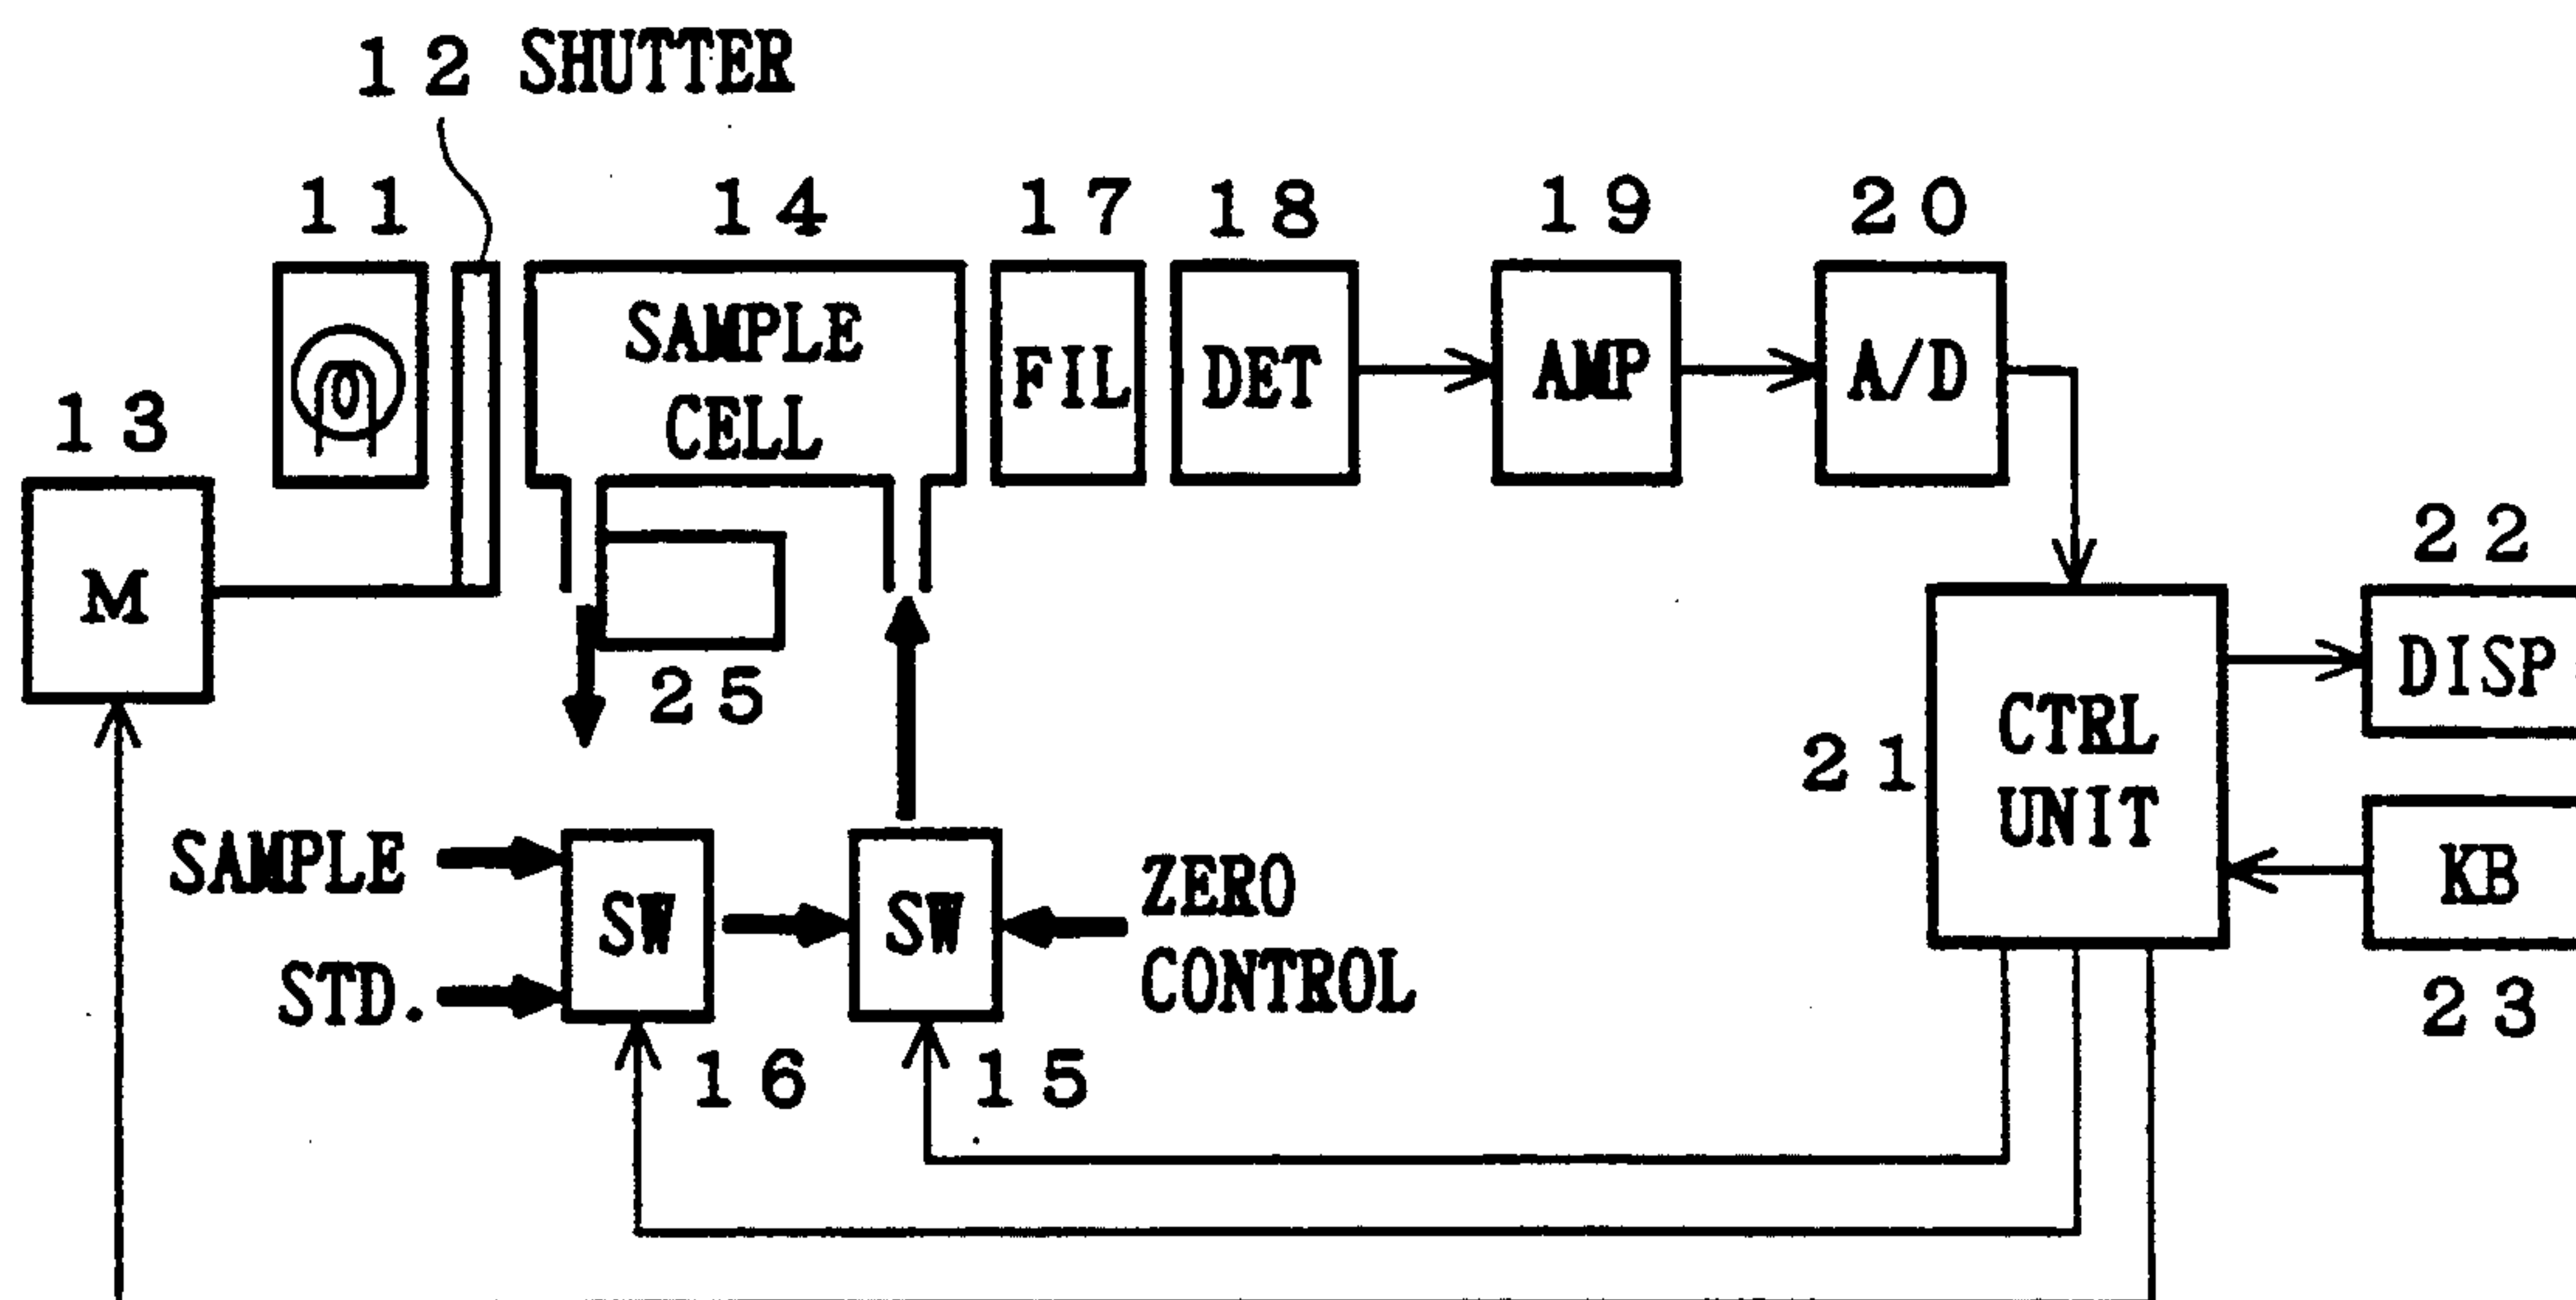 12 SHUTTER
11
14
17
18
19
20
SAMPLE
CELL
FIL
DET
AMP
A/D
13
M
25
22
DISP
21
CTRL
UNIT
KB
23
SAMPLE
STD.
SW
SW
ZERO
CONTROL
16
15